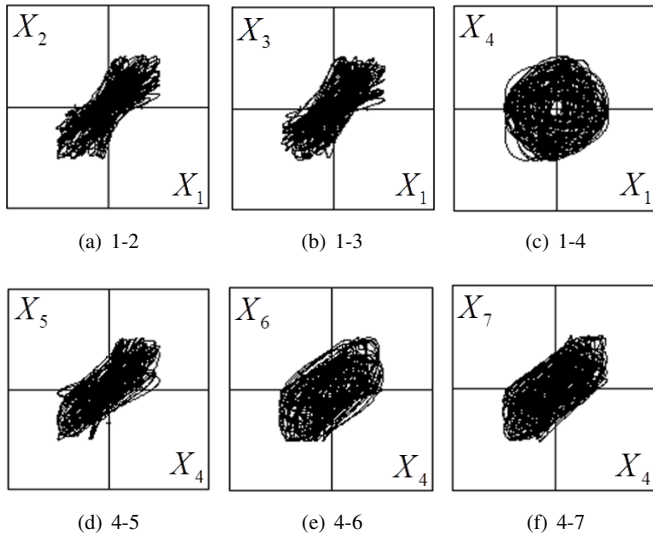 X₂ X₃ X₄
X₁ X₁ X₁
(a) 1-2 (b) 1-3 (c) 1-4
X₅ X₆ X₇
X₄ X₄ X₄
(d) 4-5 (e) 4-6 (f) 4-7